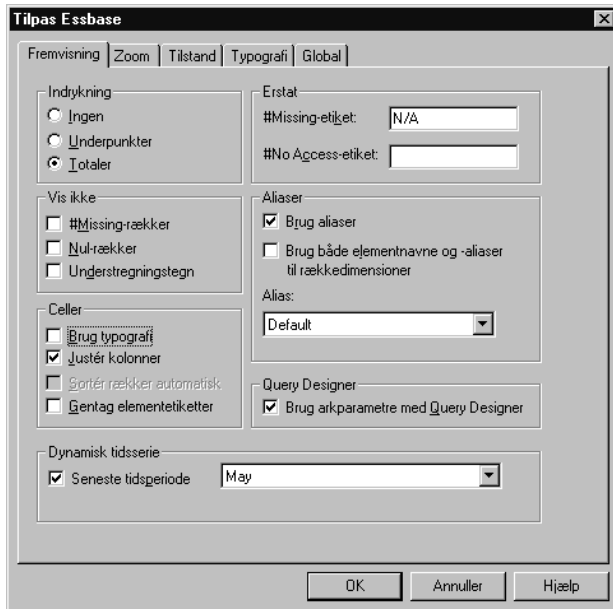 Tilpas Essbase
Fremvisning Zoom Tilstand Typografi Global
Indrykning
Ingen
Underpunkter
Totaler
Erstat
#Missing-etiket: N/A
#No Access-etiket:
Vis ikke
#Missing-rækker
Nul-rækker
Understregningstegn
Aliaser
Brug aliaser
Brug både elementnavne og -aliaser
til rækkedimensioner
Alias:
Default
Celler
Brug typografi
Justér kolonner
Sortér rækker automatisk
Gentag elementetiketter
Query Designer
Brug arkparametre med Query Designer
Dynamisk tidsserie
Seneste tidsperiode May
OK Annuller Hjælp